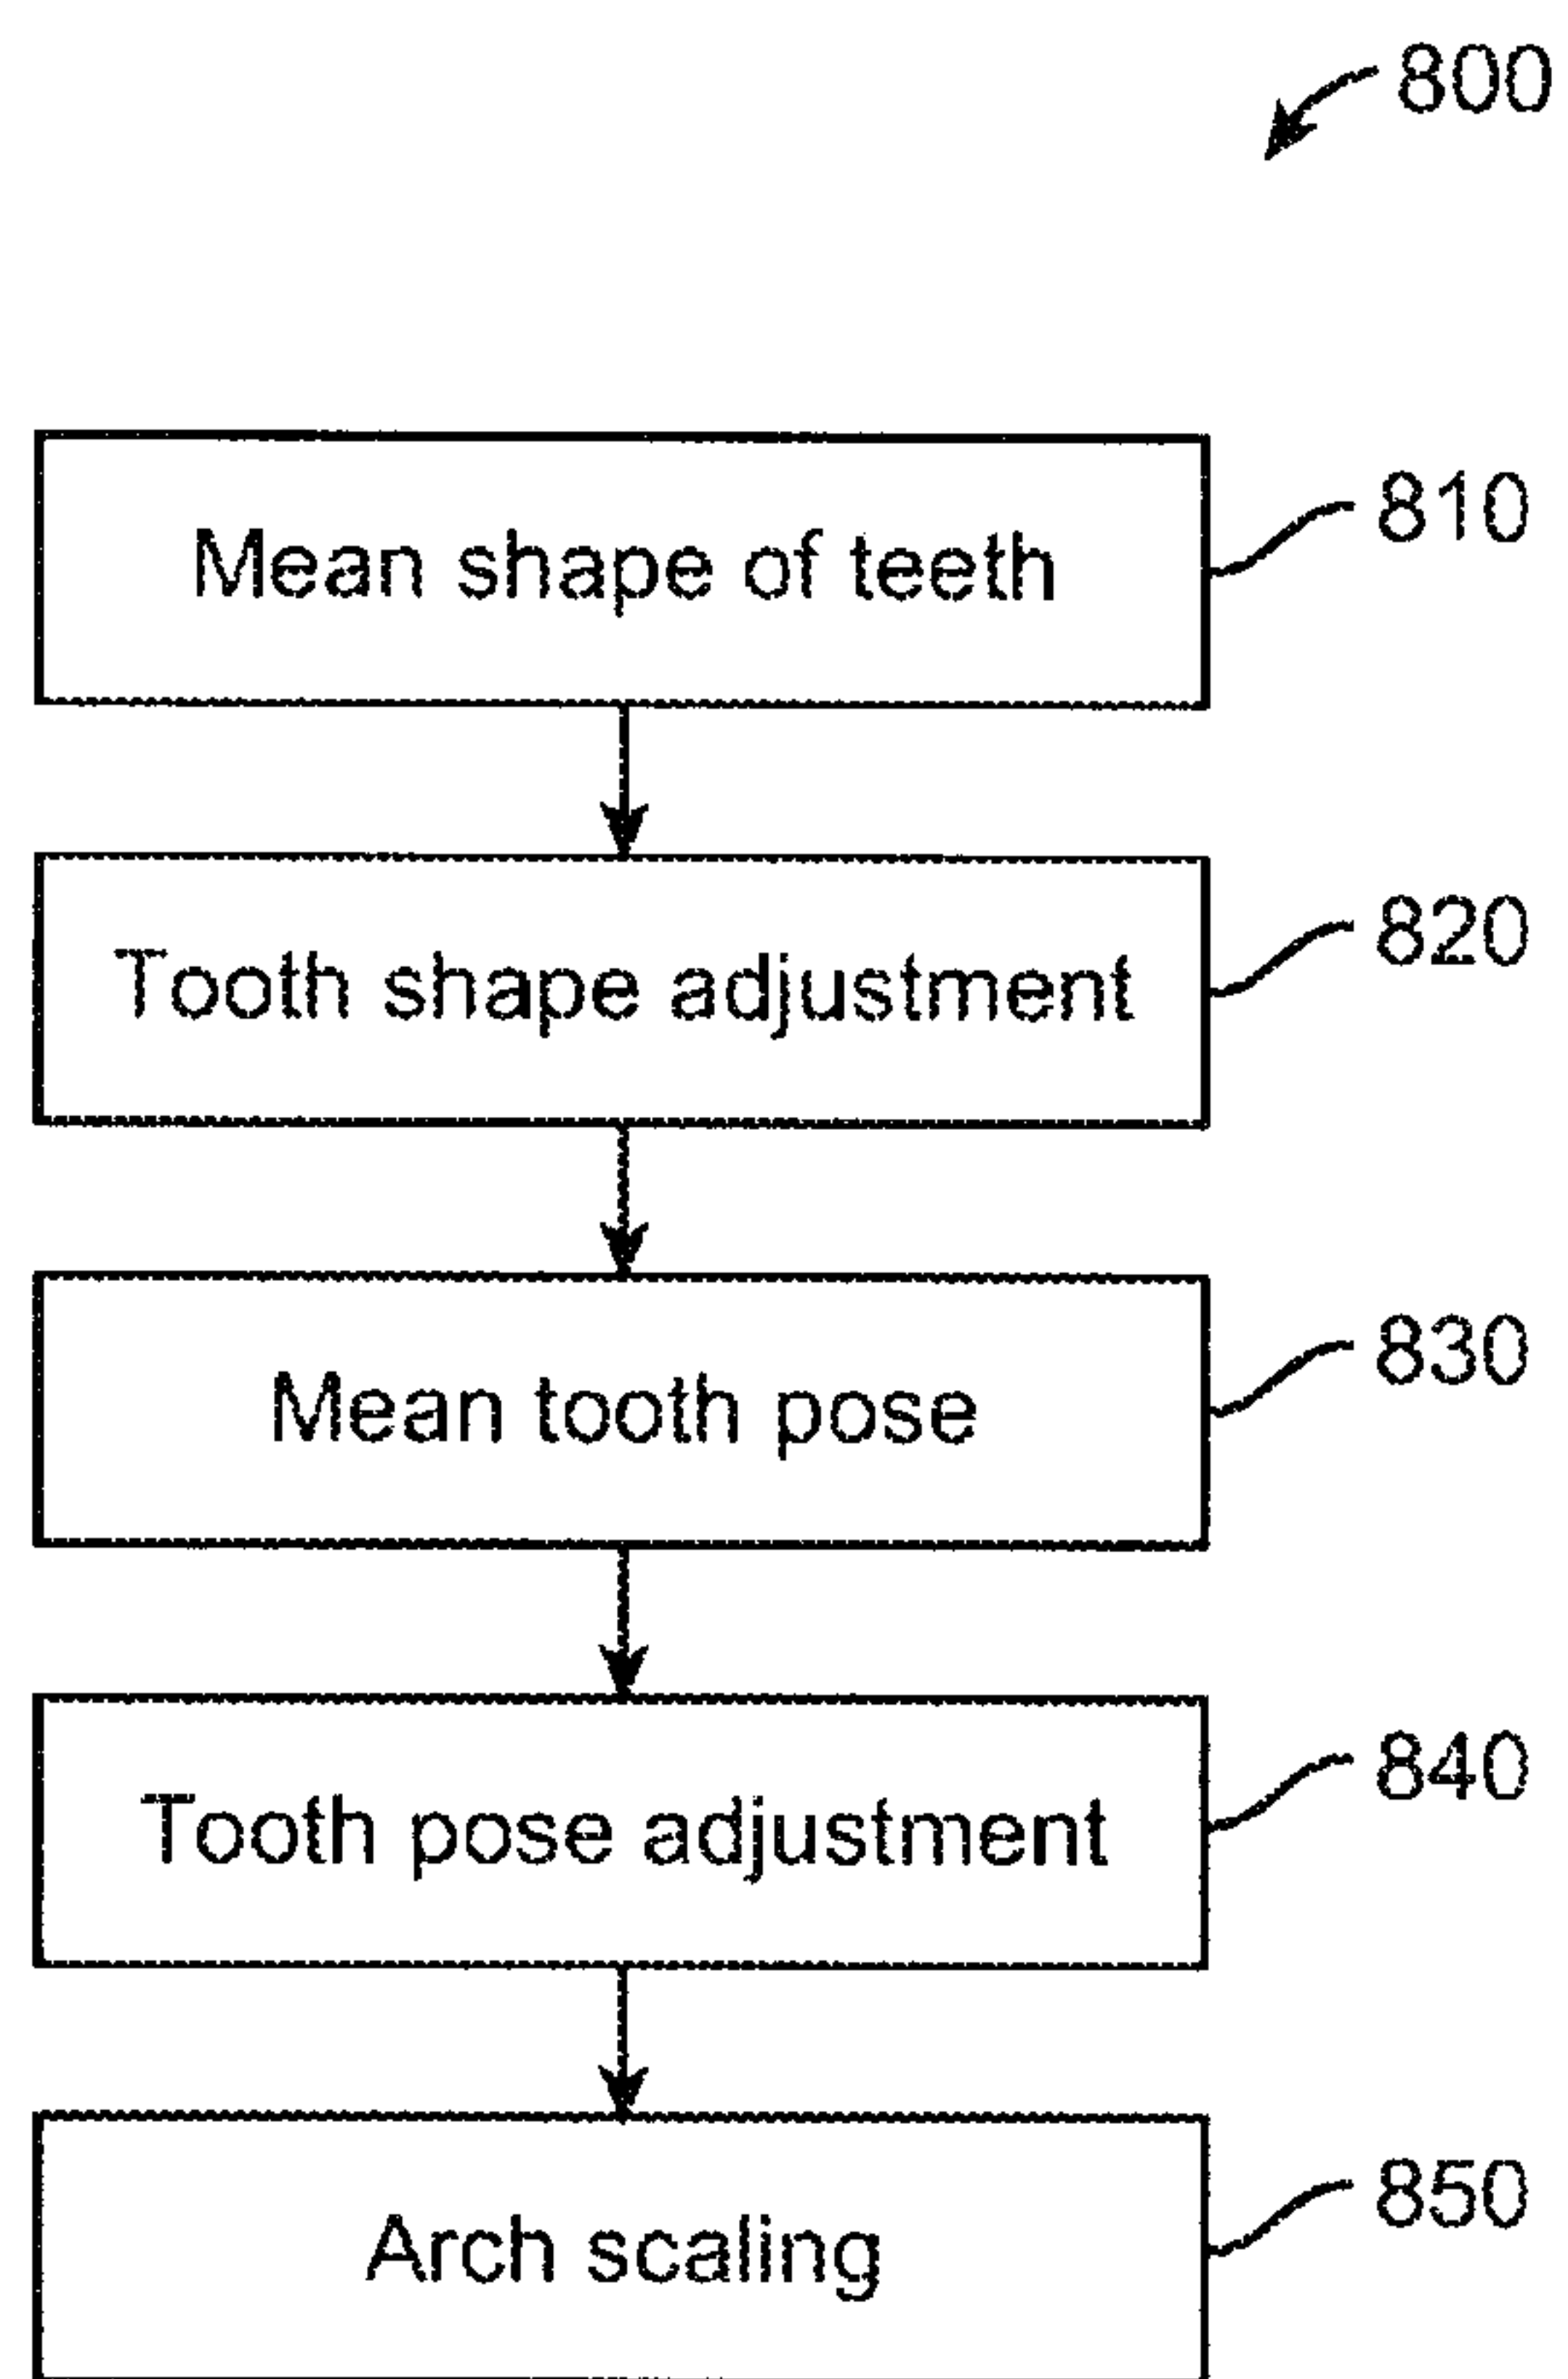 800
Mean shape of teeth
810
Tooth shape adjustment
820
Mean tooth pose
830
Tooth pose adjustment
840
Arch scaling
850